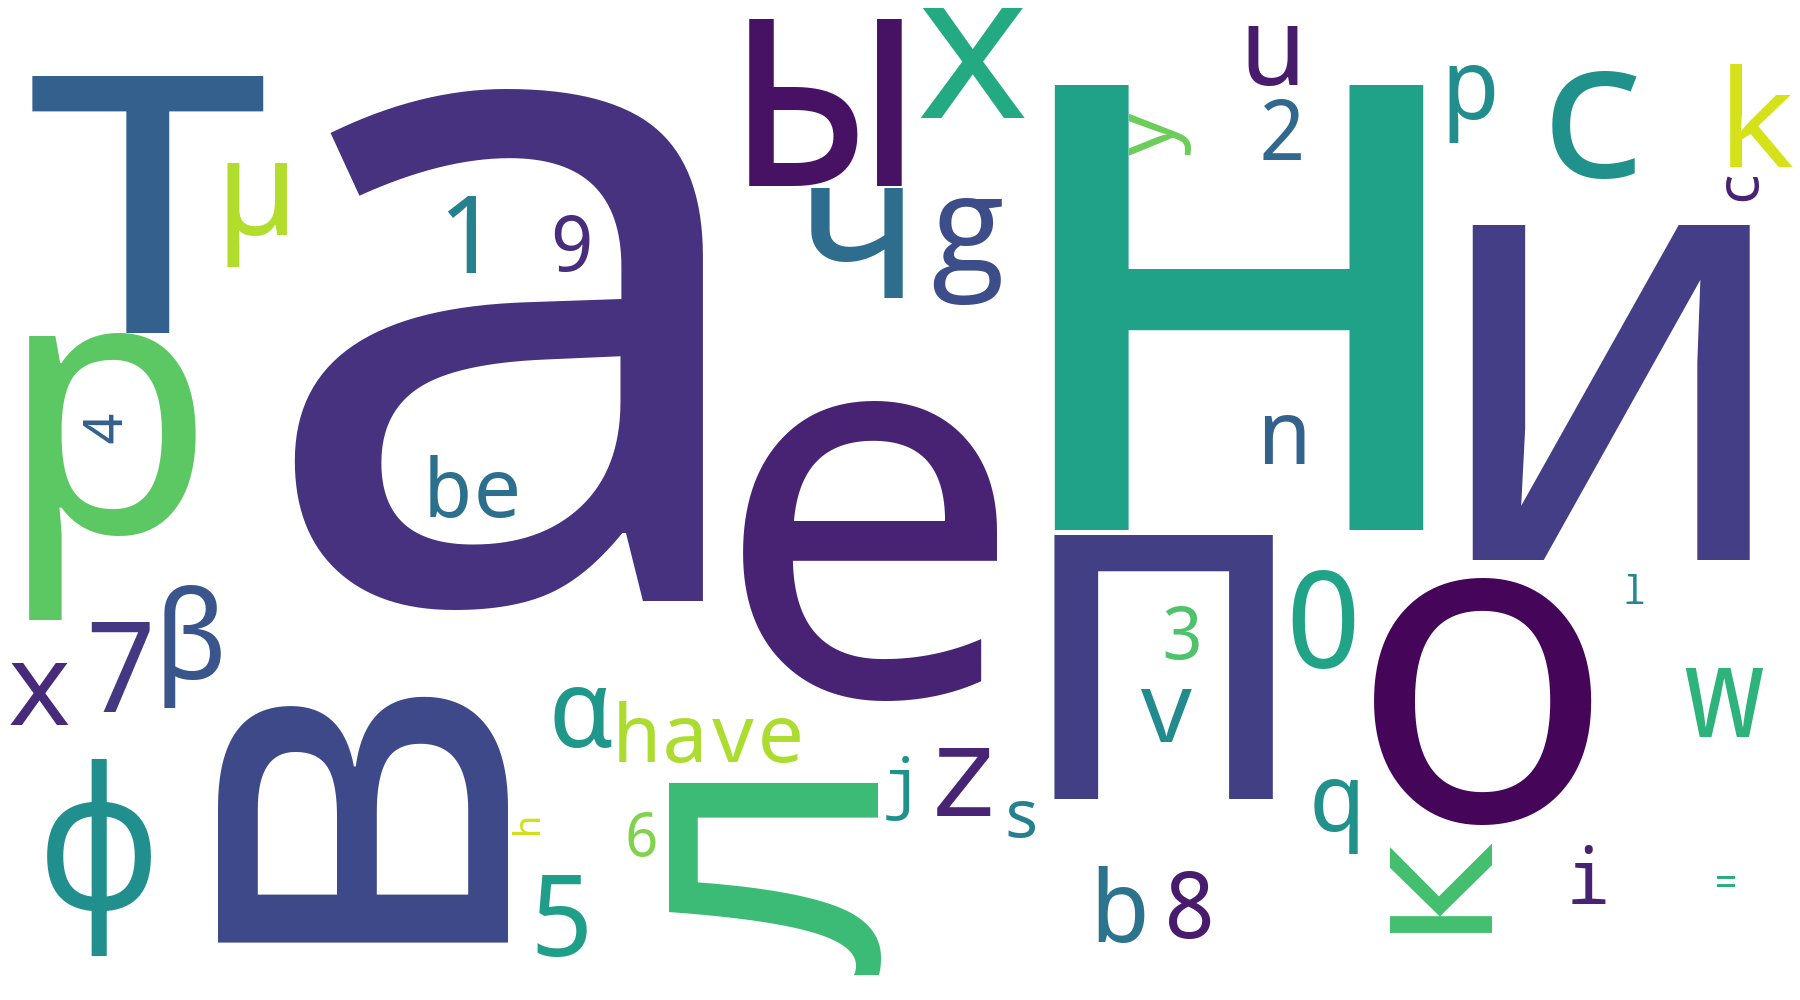 т
µ
а
1
9
be
ы
х
ч
g
н
y
u
2
p
с
k
c
и
р
4
е
n
x
7
β
ф
в
h
5
α
have
6
ҕ
j
z
s
п
3
v
0
о
l
w
q
b
8
к
i
=